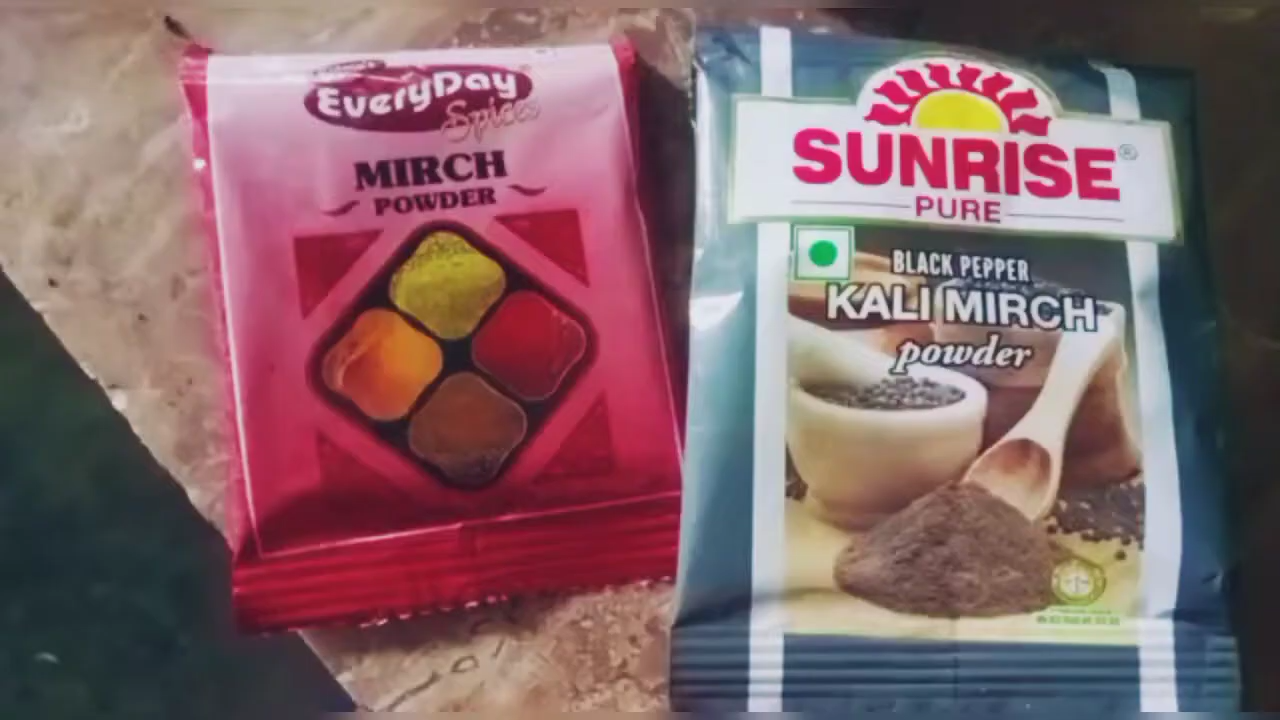 EveryDay
Spices
MIRCH
POWDER
SUNRISE®
PURE
BLACK PEPPER
KALI MIRCH
powder